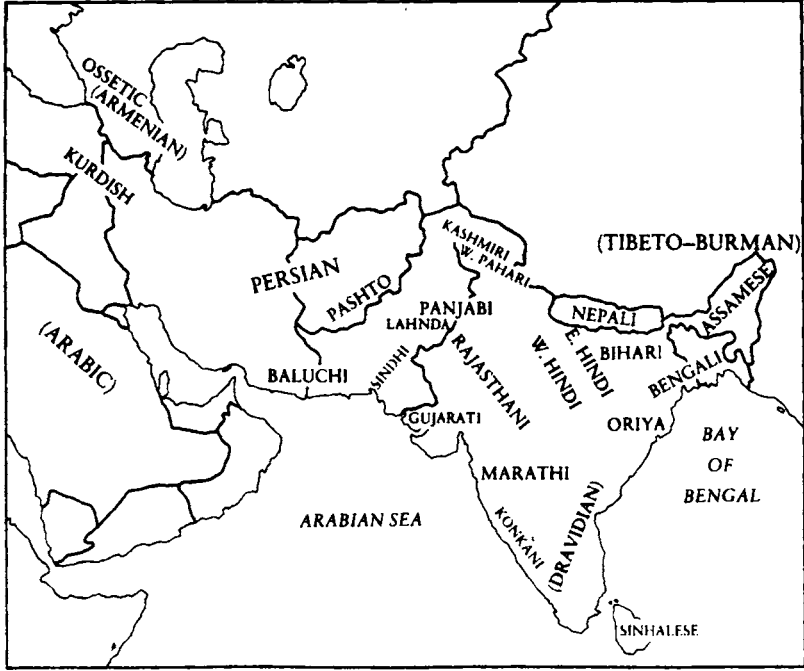 OSSETIC
(ARMENIAN)
KURDISH
(TIBETO–BURMAN)
KASHMIRI
W. PAHARI
PERSIAN
PASHTO
ASSAMESE
PANJABI
NEPALI
LAHNDA
E. HINDI
BIHARI
W. HINDI
(ARABIC)
BALUCHI
SINDHI
RAJASTHANI
BENGALI
GUJARATI
ORIYA
BAY
OF
BENGAL
MARATHI
ARABIAN SEA
KONKĀNI
(DRAVIDIAN)
SINHALESE